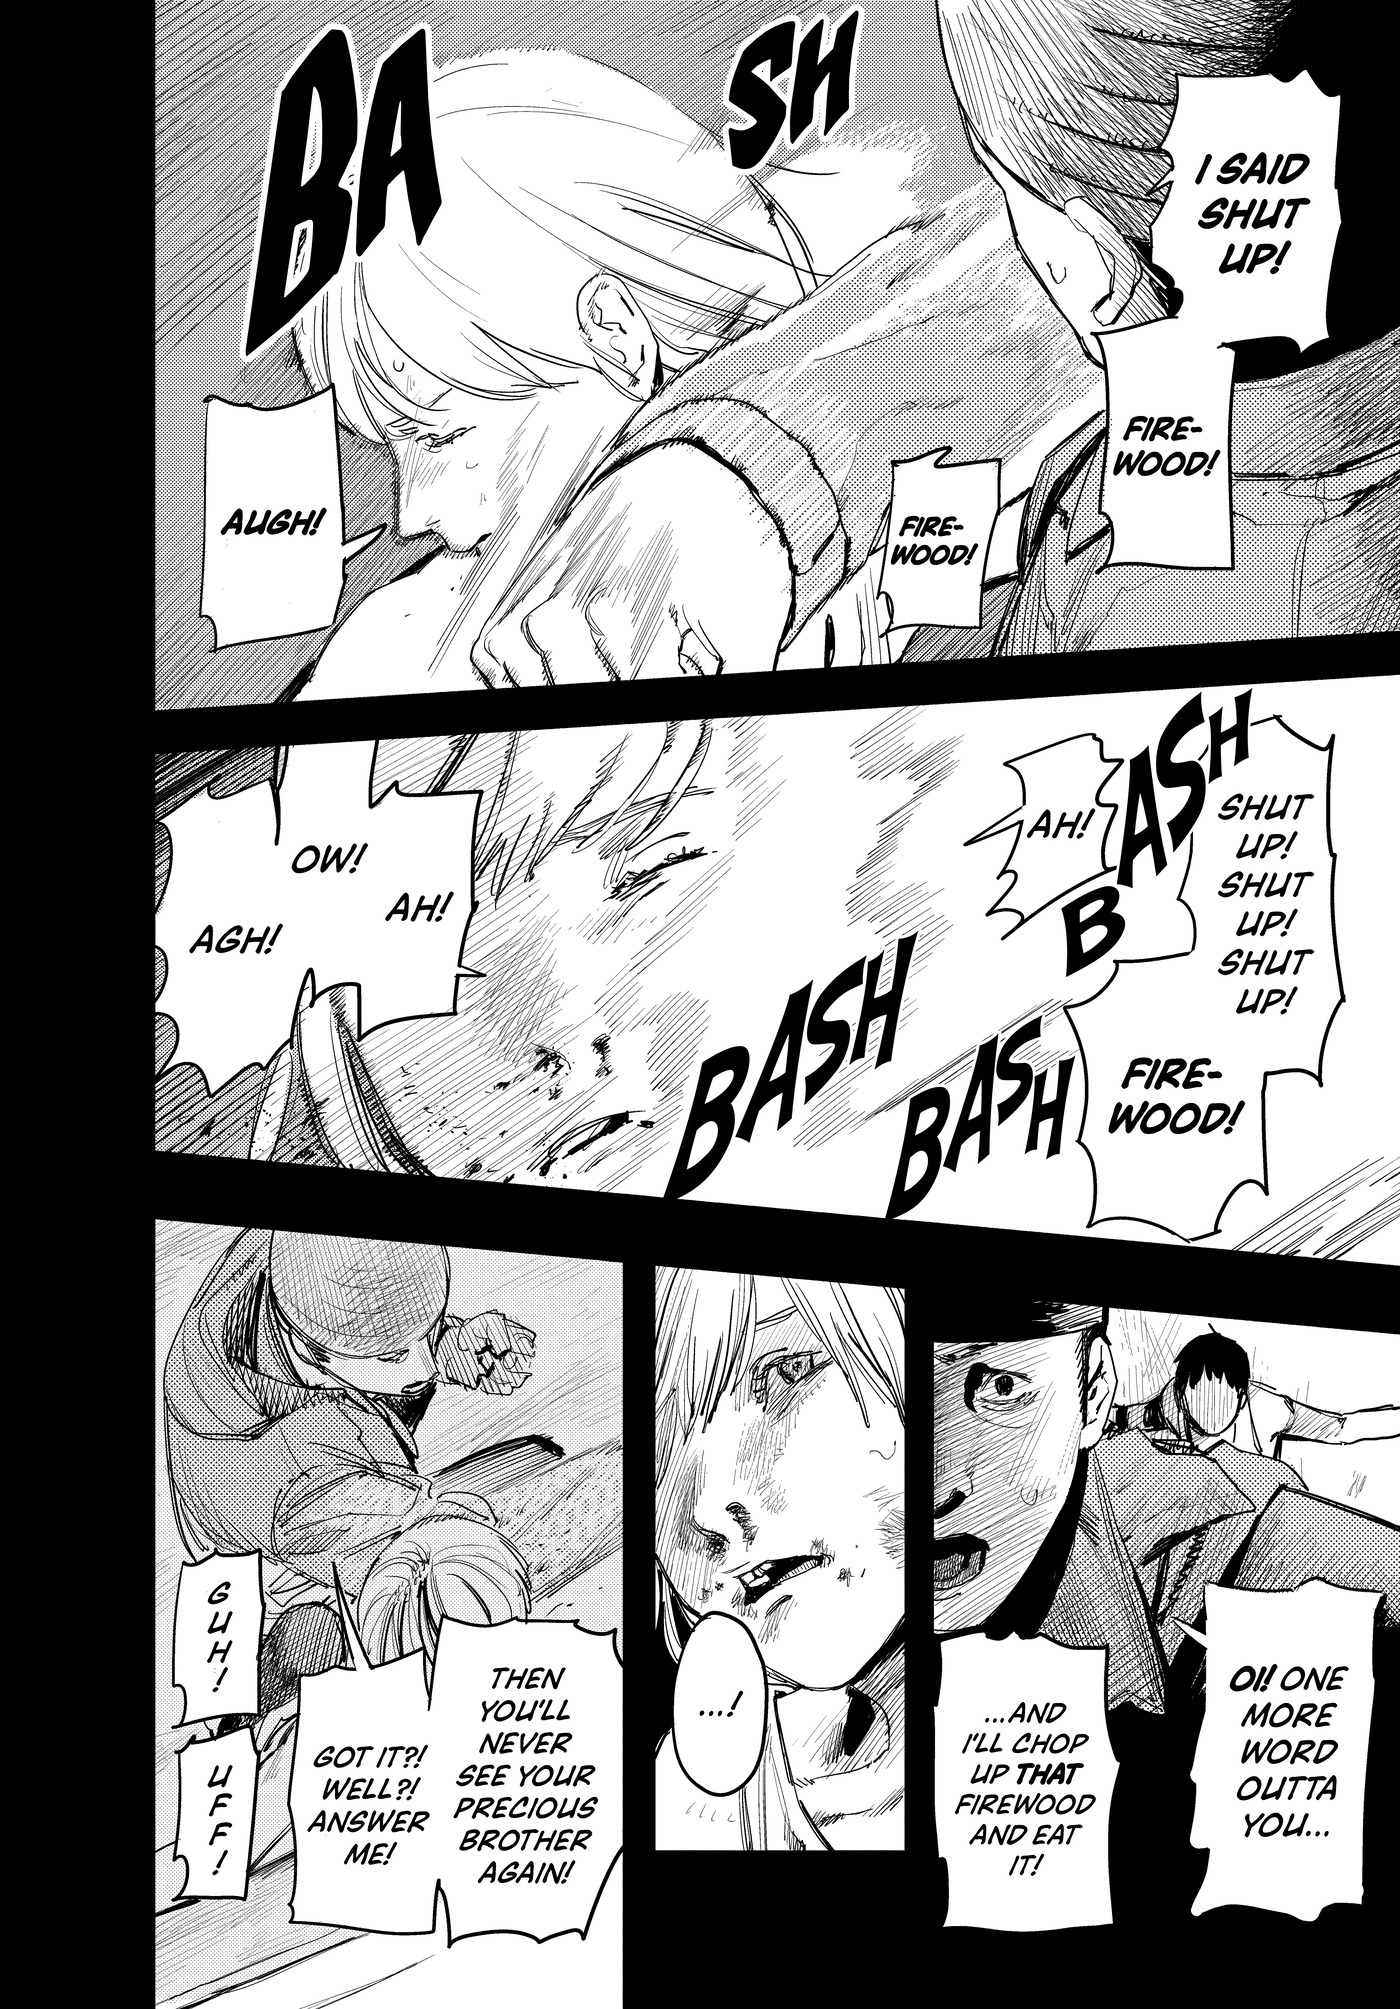 BA
SH
I SAID
SHUT
UP!
FIRE-
WOOD!
FIRE-
WOOD!
AUGH!
SHUT
UP!
SHUT
UP!
SHUT
UP!
FIRE-
WOOD!
BASH
AH!
BASH
BASH
OW!
AH!
AGH!
OI! ONE
MORE
WORD
OUTTA
YOU...
...AND
I'LL CHOP
UP THAT
FIREWOOD
AND EAT
IT!
...!
THEN
YOU'LL
NEVER
SEE YOUR
PRECIOUS
BROTHER
AGAIN!
GOT IT?!
WELL?!
ANSWER
ME!
GUH!
UFF!